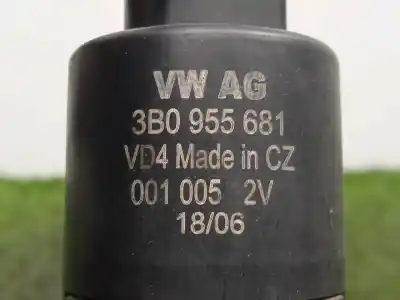 VW AG
3B0 955 681
VD4 Made in CZ
001 005 2V
18/06